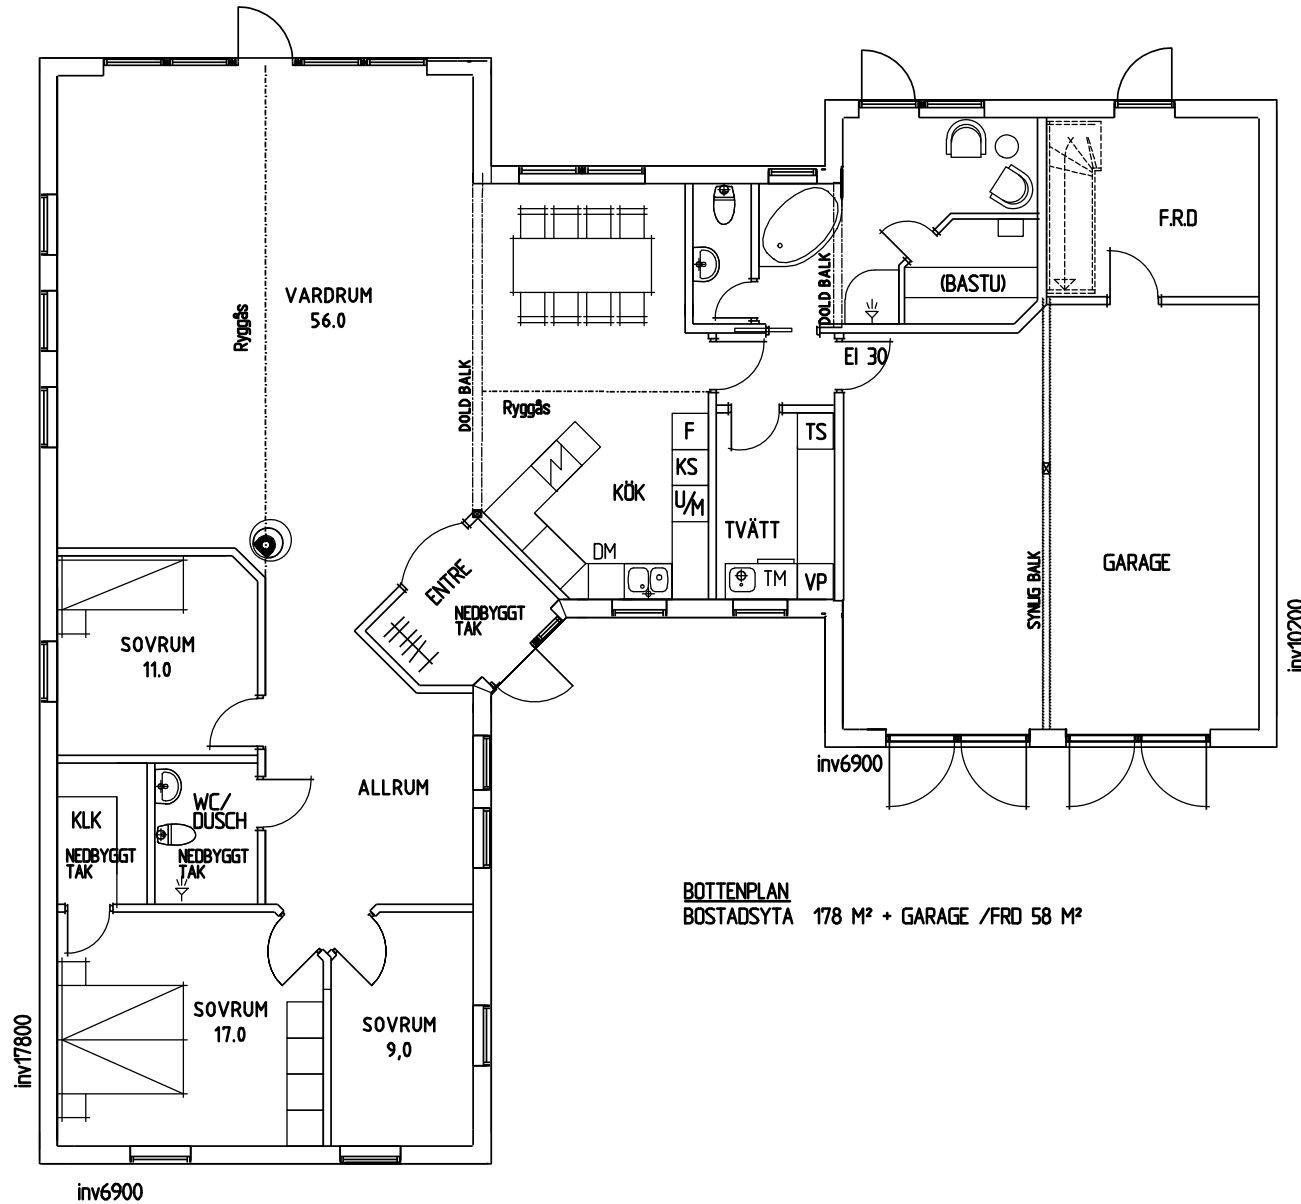 F.R.D
(BASTU)
VARDRUM
56.0
Ryggås
DOLD BALK
EI 30
DOLD BALK
Ryggås
F
KS
U/M
TS
KÖK
TVÄTT
DM
TM
VP
GARAGE
SYNLIG BALK
inv10200
ENTRE
NEDBYGGT
TAK
SOVRUM
11.0
inv6900
ALLRUM
WC/
DUSCH
KLK
NEDBYGGT
TAK
NEDBYGGT
TAK
BOTTENPLAN
BOSTADSYTA 178 M² + GARAGE /FRD 58 M²
SOVRUM
17.0
SOVRUM
9,0
inv17800
inv6900